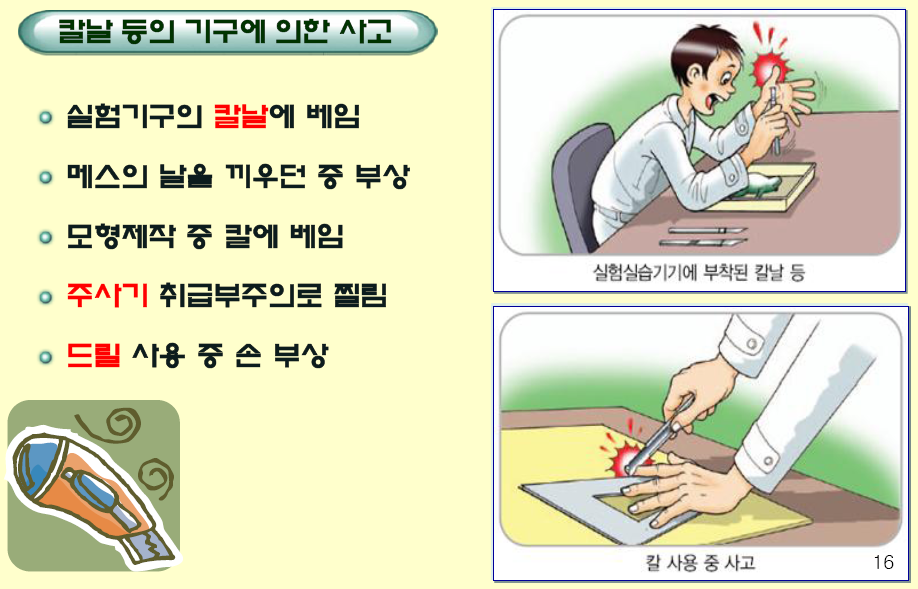 칼날 등의 기구에 의한 사고
실험기구의 칼날에 베임
메스의 날을 끼우던 중 부상
모형제작 중 칼에 베임
주사기 취급부주의로 찔림
드릴 사용 중 손 부상
실험실습기기에 부착된 칼날 등
칼 사용 중 사고
16